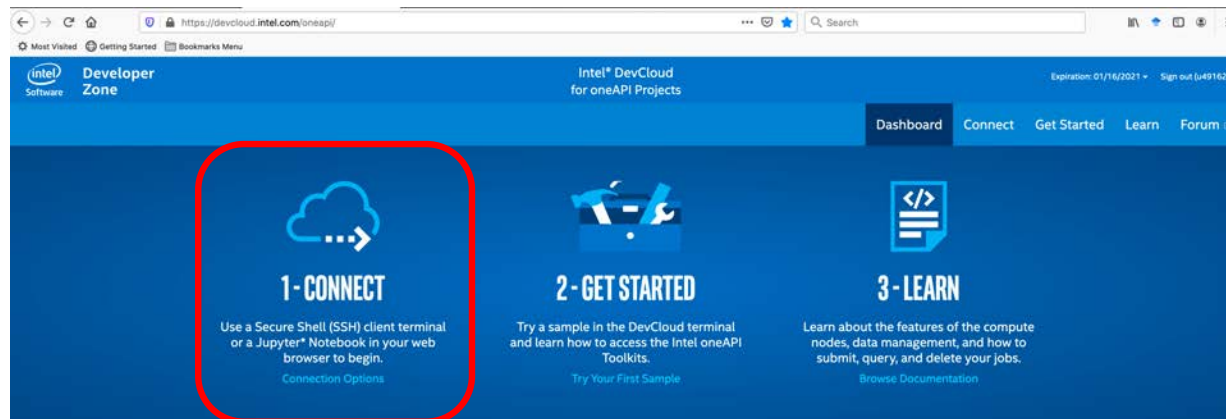 https://devcloud.intel.com/oneapi/
Search
Most Visited Getting Started Bookmarks Menu
intel Software
Developer Zone
Intel® DevCloud
for oneAPI Projects
Expiration: 01/16/2021 Sign out (u49162
Dashboard Connect Get Started Learn Forum
1 - CONNECT
Use a Secure Shell (SSH) client terminal
or a Jupyter* Notebook in your web
browser to begin.
Connection Options
2 - GET STARTED
Try a sample in the DevCloud terminal
and learn how to access the Intel oneAPI
Toolkits.
Try Your First Sample
</>
3 - LEARN
Learn about the features of the compute
nodes, data management, and how to
submit, query, and delete your jobs.
Browse Documentation